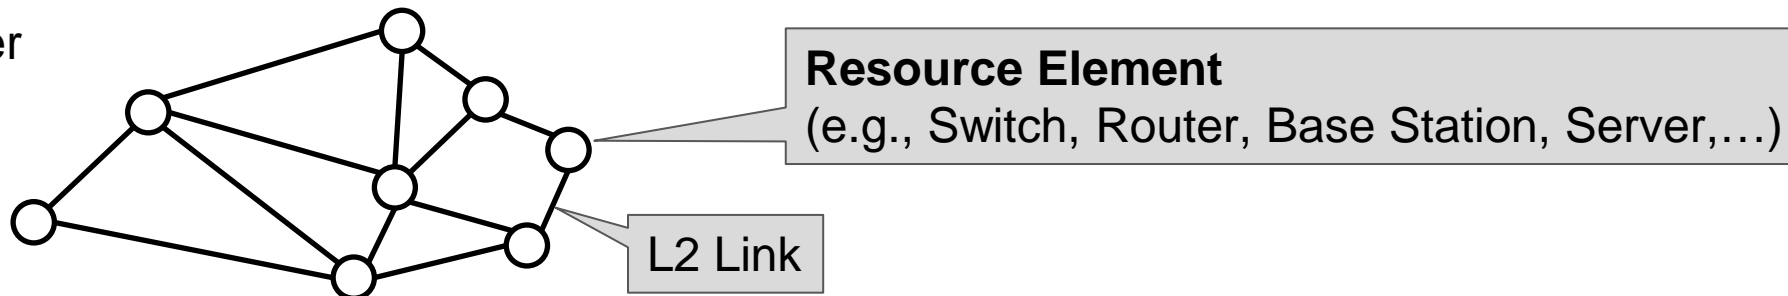 Resource Element
(e.g., Switch, Router, Base Station, Server,…)
L2 Link